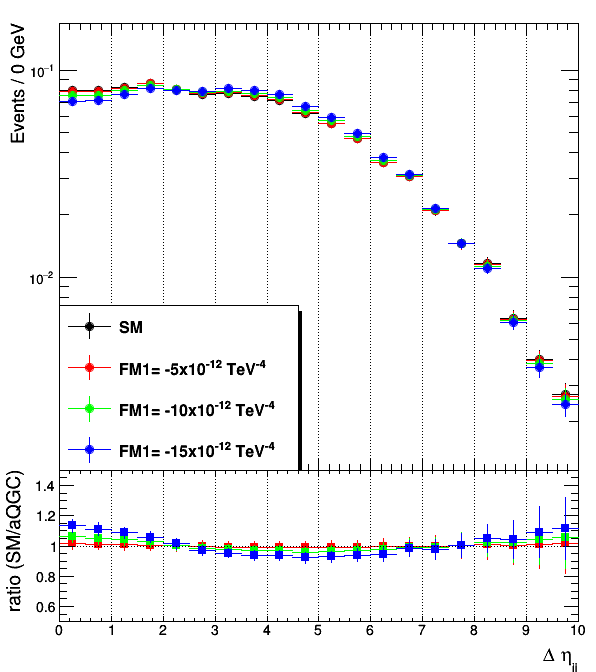 Events / 0 GeV
10⁻¹
10⁻²
SM
FM1= -5x10⁻¹² TeV⁻⁴
FM1= -10x10⁻¹² TeV⁻⁴
FM1= -15x10⁻¹² TeV⁻⁴
ratio (SM/aQGC)
1.4
1.2
1
0.8
0.6
0 1 2 3 4 5 6 7 8 9 10
Δ ηjj